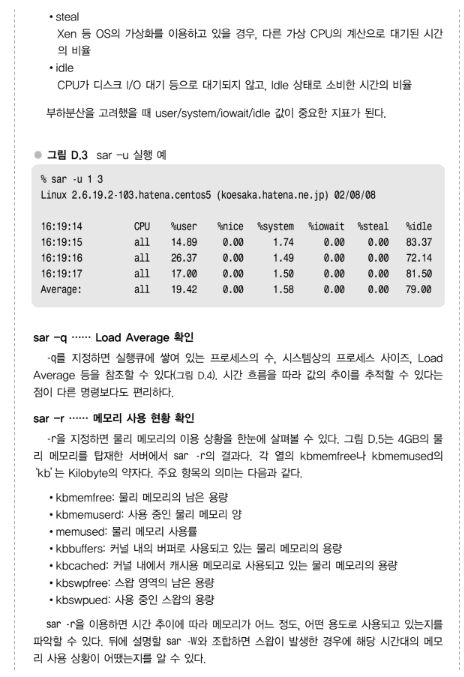 • steal
Xen 등 OS의 가상화를 이용하고 있을 경우, 다른 가상 CPU의 계산으로 대기된 시간
의 비율
• idle
CPU가 디스크 I/O 대기 등으로 대기되지 않고, Idle 상태로 소비한 시간의 비율
부하분산을 고려했을 때 user/system/iowait/idle 값이 중요한 지표가 된다.
● 그림 D.3 sar -u 실행 예
% sar -u 1 3
Linux 2.6.19.2-103.hatena.centos5 (koesaka.hatena.ne.jp) 02/08/08
16:19:14 CPU %user %nice %system %iowait %steal %idle
16:19:15 all 14.89 0.00 1.74 0.00 0.00 83.37
16:19:16 all 26.37 0.00 1.49 0.00 0.00 72.14
16:19:17 all 17.00 0.00 1.50 0.00 0.00 81.50
Average: all 19.42 0.00 1.58 0.00 0.00 79.00
sar -q …… Load Average 확인
-q를 지정하면 실행큐에 쌓여 있는 프로세스의 수, 시스템상의 프로세스 사이즈, Load
Average 등을 참조할 수 있다(그림 D.4). 시간 흐름을 따라 값의 추이를 추적할 수 있다는
점이 다른 명령보다도 편리하다.
sar -r …… 메모리 사용 현황 확인
-r을 지정하면 물리 메모리의 이용 상황을 한눈에 살펴볼 수 있다. 그림 D.5는 4GB의 물
리 메모리를 탑재한 서버에서 sar -r의 결과다. 각 열의 kbmemfree나 kbmemused의
'kb'는 Kilobyte의 약자다. 주요 항목의 의미는 다음과 같다.
• kbmemfree: 물리 메모리의 남은 용량
• kbmemuserd: 사용 중인 물리 메모리 양
• memused: 물리 메모리 사용률
• kbbuffers: 커널 내의 버퍼로 사용되고 있는 물리 메모리의 용량
• kbcached: 커널 내에서 캐시용 메모리로 사용되고 있는 물리 메모리의 용량
• kbswpfree: 스왑 영역의 남은 용량
• kbswpued: 사용 중인 스왑의 용량
sar -r을 이용하면 시간 추이에 따라 메모리가 어느 정도, 어떤 용도로 사용되고 있는지를
파악할 수 있다. 뒤에 설명할 sar -W와 조합하면 스왑이 발생한 경우에 해당 시간대의 메모
리 사용 상황이 어땠는지를 알 수 있다.